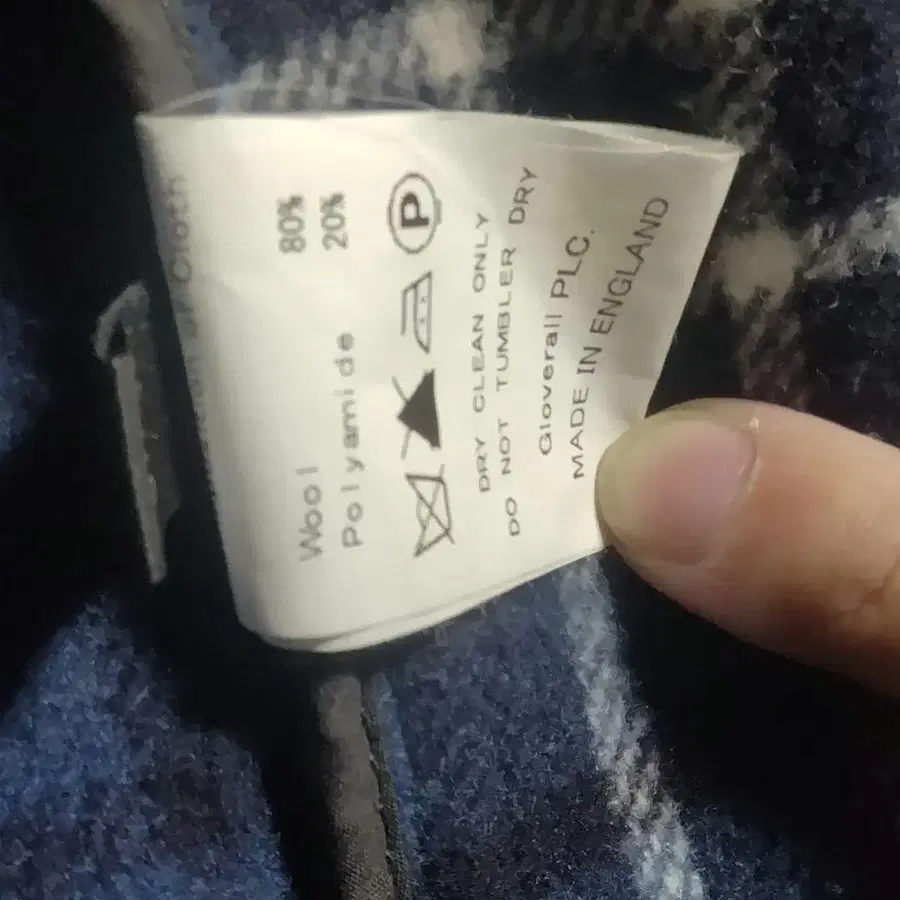 Wool 80%
Polyamide 20%
P
DRY CLEAN ONLY
DO NOT TUMBLER DRY
Gloverall PLC.
MADE IN ENGLAND